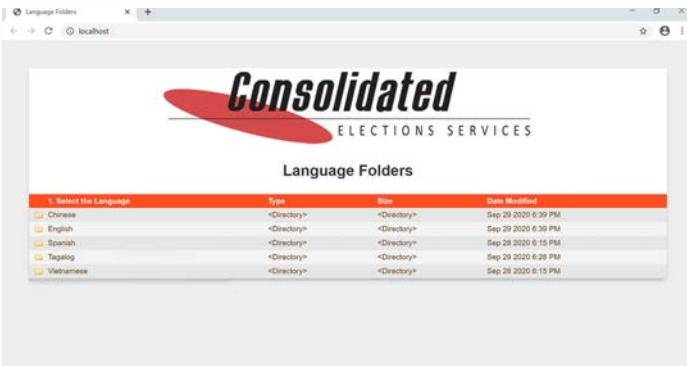 Language Folders
localhost
Consolidated
ELECTIONS SERVICES
Language Folders
1. Select the Language Type Size Date Modified
Chinese <Directory> <Directory> Sep 29 2020 6:39 PM
English <Directory> <Directory> Sep 29 2020 6:39 PM
Spanish <Directory> <Directory> Sep 28 2020 6:15 PM
Tagalog <Directory> <Directory> Sep 29 2020 6:28 PM
Vietnamese <Directory> <Directory> Sep 28 2020 6:15 PM